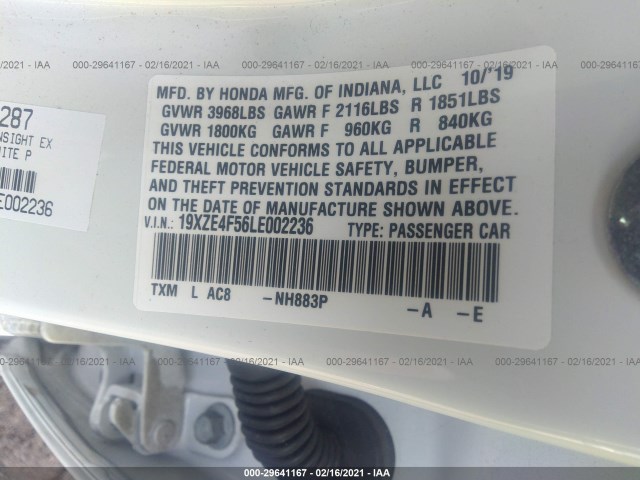 000-29641167 - 02/16/2021 - IAA
287
NSIGHT EX
ITE P
E002236
MFD. BY HONDA MFG. OF INDIANA, LLC 10/'19
GVWR 3968LBS GAWR F 2116LBS R 1851LBS
GVWR 1800KG GAWR F 960KG R 840KG
THIS VEHICLE CONFORMS TO ALL APPLICABLE
FEDERAL MOTOR VEHICLE SAFETY, BUMPER,
AND THEFT PREVENTION STANDARDS IN EFFECT
ON THE DATE OF MANUFACTURE SHOWN ABOVE.
V.I.N.: 19XZE4F56LE002236 TYPE: PASSENGER CAR
TXM L AC8 -NH883P -A -E
000-29641167 - 02/16/2021 - IAA